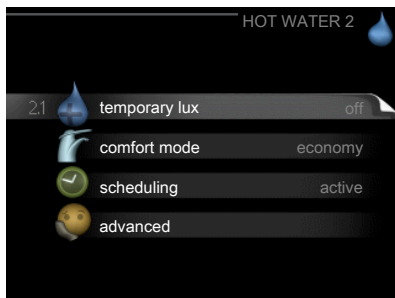 HOT WATER 2
2.1 temporary lux off
comfort mode economy
scheduling active
advanced